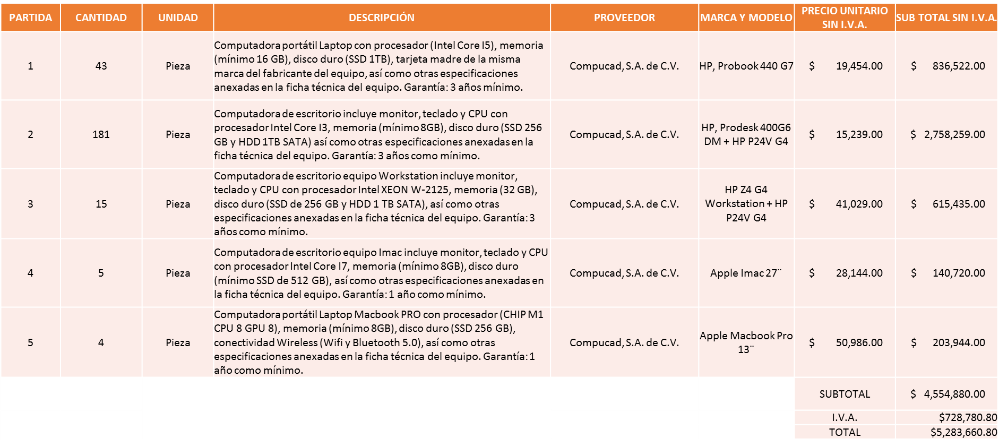 PARTIDA CANTIDAD UNIDAD DESCRIPCIÓN PROVEEDOR MARCA Y MODELO PRECIO UNITARIO SIN I.V.A. SUB TOTAL SIN I.V.A.
1 43 Pieza
Computadora portátil Laptop con procesador (Intel Core I5), memoria
(mínimo 16 GB), disco duro (SSD 1TB), tarjeta madre de la misma
marca del fabricante del equipo, así como otras especificaciones
anexadas en la ficha técnica del equipo. Garantía: 3 años mínimo.
Compucad, S.A. de C.V. HP, Probook 440 G7 $ 19,454.00 $ 836,522.00
2 181 Pieza
Computadora de escritorio incluye monitor, teclado y CPU con
procesador Intel Core I3, memoria (mínimo 8GB), disco duro (SSD 256
GB y HDD 1TB SATA) así como otras especificaciones anexadas en la
ficha técnica del equipo. Garantía: 3 años como mínimo.
Compucad, S.A. de C.V.
HP, Prodesk 400G6
DM + HP P24V G4
$ 15,239.00 $ 2,758,259.00
3 15 Pieza
Computadora de escritorio equipo Workstation incluye monitor,
teclado y CPU con procesador Intel XEON W-2125, memoria (32 GB),
disco duro (SSD de 256 GB y HDD 1 TB SATA), así como otras
especificaciones anexadas en la ficha técnica del equipo. Garantía: 3
años como mínimo.
Compucad, S.A. de C.V.
HP Z4 G4
Workstation + HP
P24V G4
$ 41,029.00 $ 615,435.00
4 5 Pieza
Computadora de escritorio equipo Imac incluye monitor, teclado y CPU
con procesador Intel Core I7, memoria (mínimo 8GB), disco duro
(mínimo SSD de 512 GB), así como otras especificaciones anexadas en
la ficha técnica del equipo. Garantía: 1 año como mínimo.
Compucad, S.A. de C.V. Apple Imac 27¨ $ 28,144.00 $ 140,720.00
5 4 Pieza
Computadora portátil Laptop Macbook PRO con procesador (CHIP M1
CPU 8 GPU 8), memoria (mínimo 8GB), disco duro (SSD 256 GB),
conectividad Wireless (Wifi y Bluetooth 5.0), así como otras
especificaciones anexadas en la ficha técnica del equipo. Garantía: 1
año como mínimo.
Compucad, S.A. de C.V.
Apple Macbook Pro
13¨
$ 50,986.00 $ 203,944.00
SUBTOTAL $ 4,554,880.00
I.V.A. $728,780.80
TOTAL $5,283,660.80